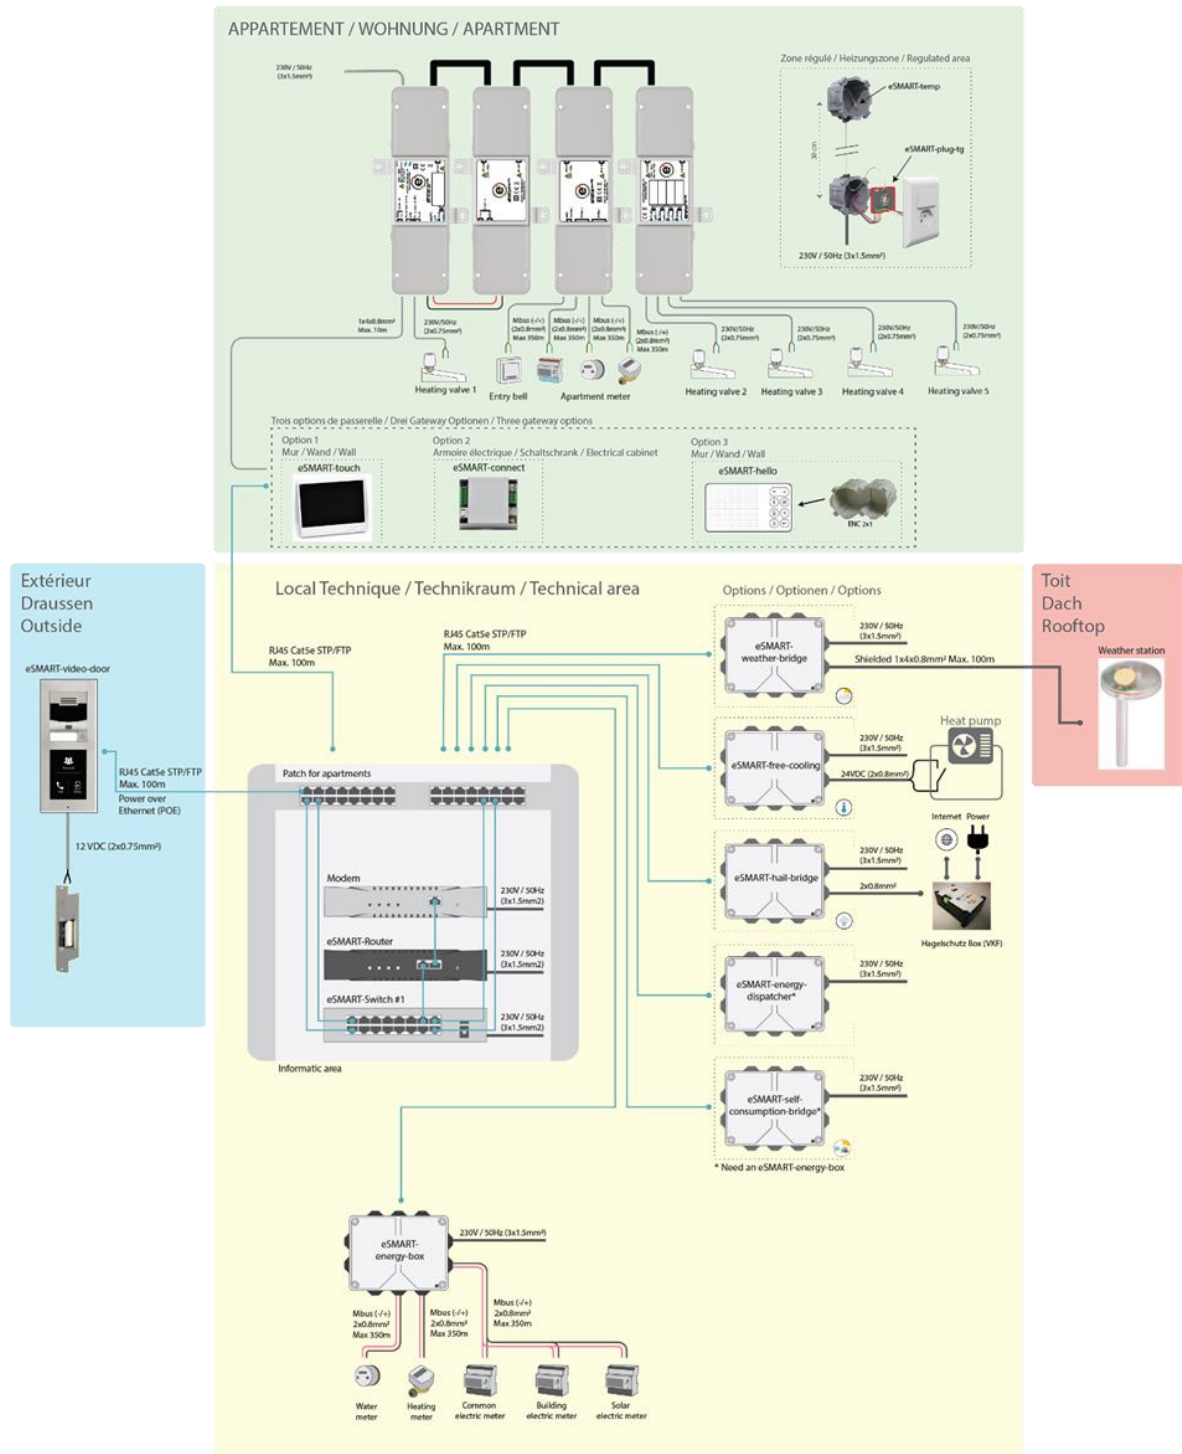 APPARTEMENT / WOHNUNG / APARTMENT
230V / 50Hz
(3x1.5mm²)
Zone régulé / Heizungszone / Regulated area
eSMART-temp
30 cm
eSMART-plug-tg
230V / 50Hz (3x1.5mm²)
1x4x0.8mm²
Max. 10m
230V/50Hz
(2x0.75mm²)
Mbus (-/+)
(2x0.8mm²)
Max 350m
Mbus (-/+)
(2x0.8mm²)
Max 350m
Mbus (-/+)
(2x0.8mm²)
Max 350m
Mbus (-/+)
(2x0.8mm²)
Max 350m
230V/50Hz
(2x0.75mm²)
230V/50Hz
(2x0.75mm²)
230V/50Hz
(2x0.75mm²)
230V/50Hz
(2x0.75mm²)
Heating valve 1
Entry bell
Apartment meter
Heating valve 2
Heating valve 3
Heating valve 4
Heating valve 5
Trois options de passerelle / Drei Gateway Optionen / Three gateway options
Option 1
Mur / Wand / Wall
eSMART-touch
Option 2
Armoire électrique / Schaltschrank / Electrical cabinet
eSMART-connect
Option 3
Mur / Wand / Wall
eSMART-hello
ENC 2x1
Extérieur
Draussen
Outside
eSMART-video-door
RJ45 Cat5e STP/FTP
Max. 100m
Power over
Ethernet (POE)
12 VDC (2x0.75mm²)
Local Technique / Technikraum / Technical area
RJ45 Cat5e STP/FTP
Max. 100m
RJ45 Cat5e STP/FTP
Max. 100m
Patch for apartments
Modem
230V / 50Hz
(3x1.5mm2)
eSMART-Router
230V / 50Hz
(3x1.5mm2)
eSMART-Switch #1
230V / 50Hz
(3x1.5mm2)
Informatic area
Options / Optionen / Options
eSMART-
weather-bridge
230V / 50Hz
(3x1.5mm²)
Shielded 1x4x0.8mm² Max. 100m
eSMART-free-cooling
230V / 50Hz
(3x1.5mm²)
24VDC (2x0.8mm²)
Heat pump
Internet
Power
eSMART-hail-bridge
230V / 50Hz
(3x1.5mm²)
2x0.8mm²
Hagelschutz Box (VKF)
eSMART-energy-
dispatcher*
230V / 50Hz
(3x1.5mm²)
eSMART-self-
consumption-bridge*
230V / 50Hz
(3x1.5mm²)
* Need an eSMART-energy-box
Toit
Dach
Rooftop
Weather station
eSMART-
energy-box
230V / 50Hz (3x1.5mm²)
Mbus (-/+)
2x0.8mm²
Max 350m
Mbus (-/+)
2x0.8mm²
Max 350m
Mbus (-/+)
2x0.8mm²
Max 350m
Water
meter
Heating
meter
Common
electric meter
Building
electric meter
Solar
electric meter